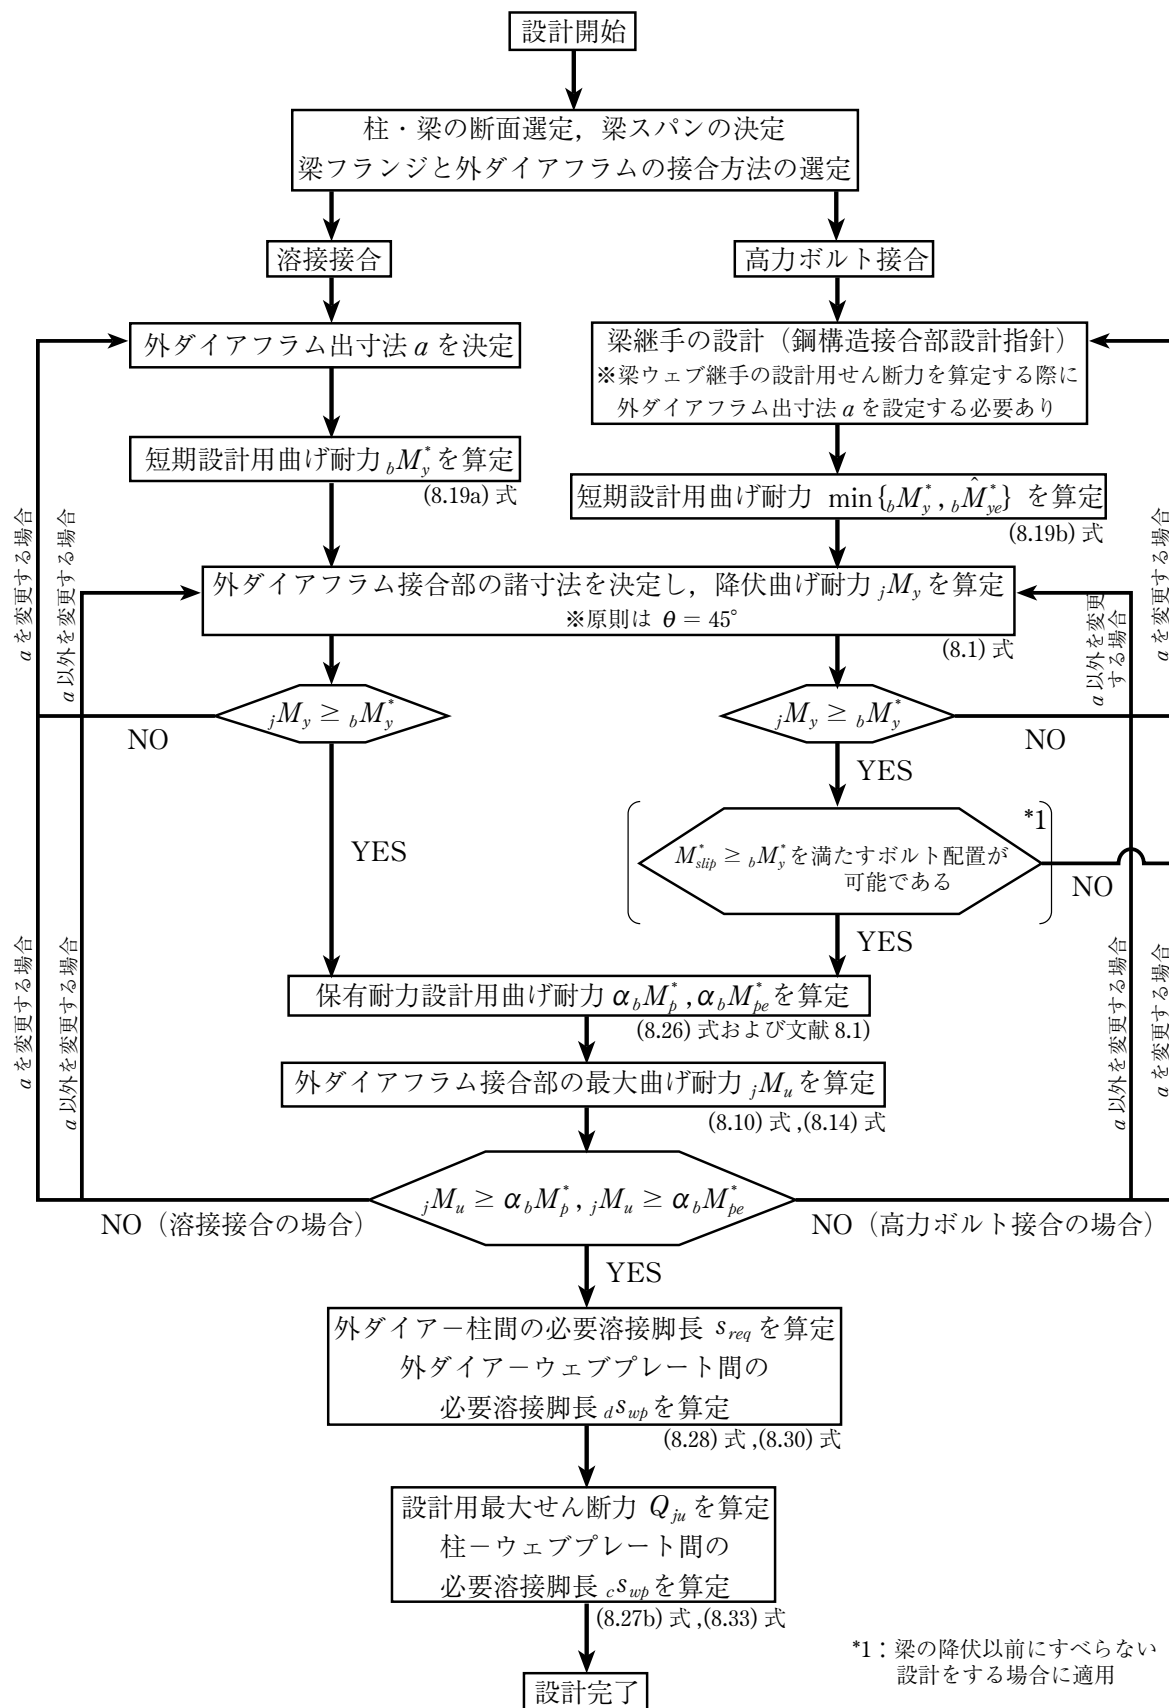 設計開始
柱・梁の断面選定，梁スパンの決定
梁フランジと外ダイアフラムの接合方法の選定
溶接接合
高力ボルト接合
外ダイアフラム出寸法 a を決定
梁継手の設計（鋼構造接合部設計指針）
※梁ウェブ継手の設計用せん断力を算定する際に
外ダイアフラム出寸法 a を設定する必要あり
短期設計用曲げ耐力 bMy* を算定
(8.19a) 式
短期設計用曲げ耐力 min{bMy*, bM̂ye*} を算定
(8.19b) 式
a を変更する場合
a 以外を変更する場合
外ダイアフラム接合部の諸寸法を決定し，降伏曲げ耐力 jMy を算定
※原則は θ = 45°
(8.1) 式
a 以外を変更
する場合
a を変更する場合
jMy ≥ bMy*
NO
jMy ≥ bMy*
NO
YES
YES
*1
M*slip ≥ bMy* を満たすボルト配置が
可能である
NO
YES
a を変更する場合
a 以外を変更する場合
保有耐力設計用曲げ耐力 αbMp*, αbMpe* を算定
(8.26) 式および文献 8.1)
a 以外を変更する場合
a を変更する場合
外ダイアフラム接合部の最大曲げ耐力 jMu を算定
(8.10) 式 ,(8.14) 式
jMu ≥ αbMp*, jMu ≥ αbMpe*
NO（溶接接合の場合）
NO（高力ボルト接合の場合）
YES
外ダイアー柱間の必要溶接脚長 sreq を算定
外ダイアーウェブプレート間の
必要溶接脚長 dswp を算定
(8.28) 式 ,(8.30) 式
設計用最大せん断力 Qju を算定
柱－ウェブプレート間の
必要溶接脚長 cswp を算定
(8.27b) 式 ,(8.33) 式
設計完了
*1：梁の降伏以前にすべらない
設計をする場合に適用